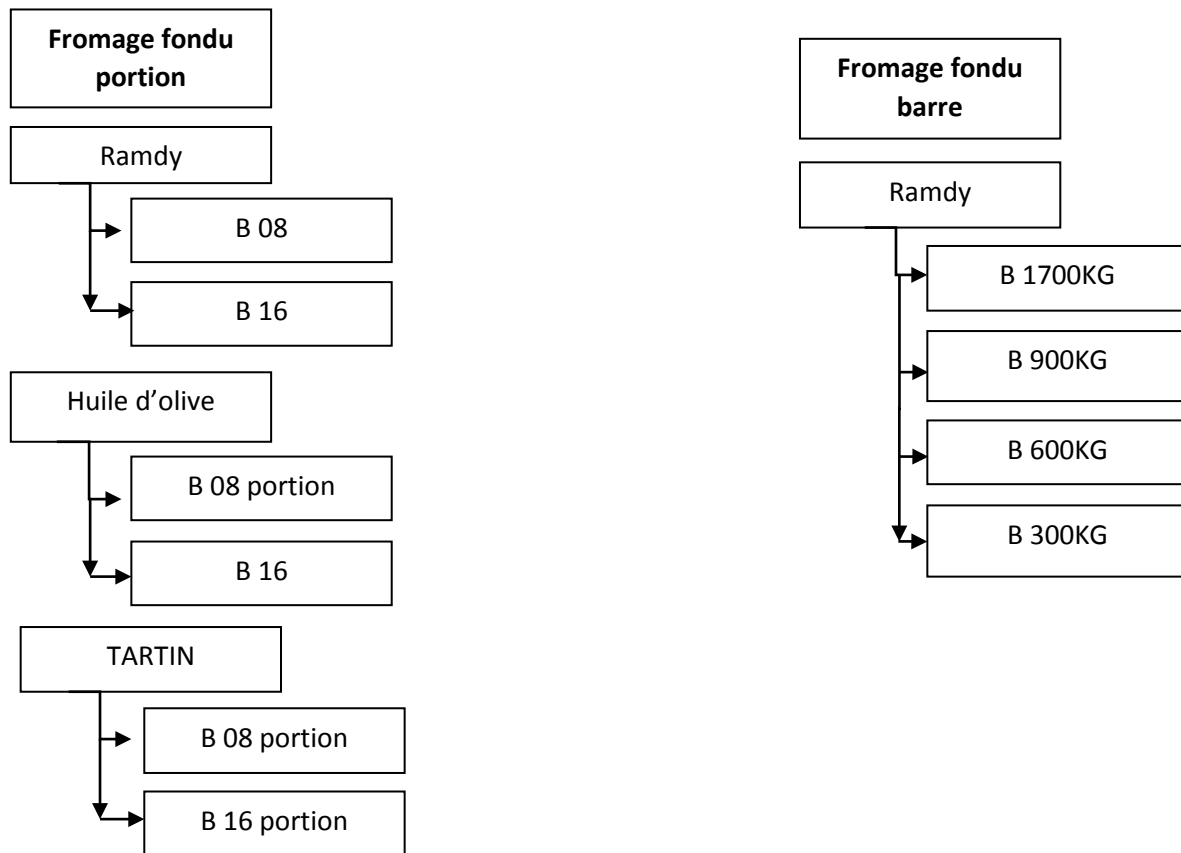 Fromage fondu
portion
Ramdy
B 08
B 16
Huile d’olive
B 08 portion
B 16
TARTIN
B 08 portion
B 16 portion
Fromage fondu
barre
Ramdy
B 1700KG
B 900KG
B 600KG
B 300KG